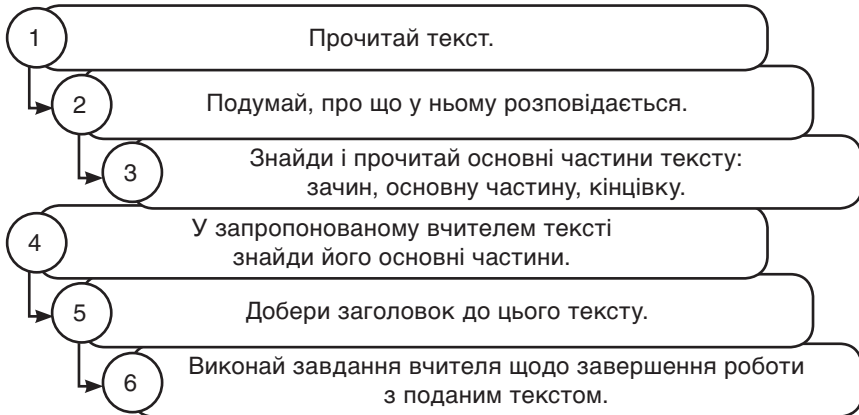 1 Прочитай текст.
2 Подумай, про що у ньому розповідається.
3 Знайди і прочитай основні частини тексту:
зачин, основну частину, кінцівку.
4 У запропонованому вчителем тексті
знайди його основні частини.
5 Добери заголовок до цього тексту.
6 Виконай завдання вчителя щодо завершення роботи
з поданим текстом.